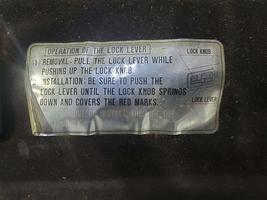 OPERATION OF THE LOCK LEVER
1) REMOVAL: PULL THE LOCK LEVER WHILE
PUSHING UP THE LOCK KNOB.
2) INSTALLATION: BE SURE TO PUSH THE
LOCK LEVER UNTIL THE LOCK KNOB SPRINGS
DOWN AND COVERS THE RED MARKS.
LOCK KNOB
LOCK LEVER